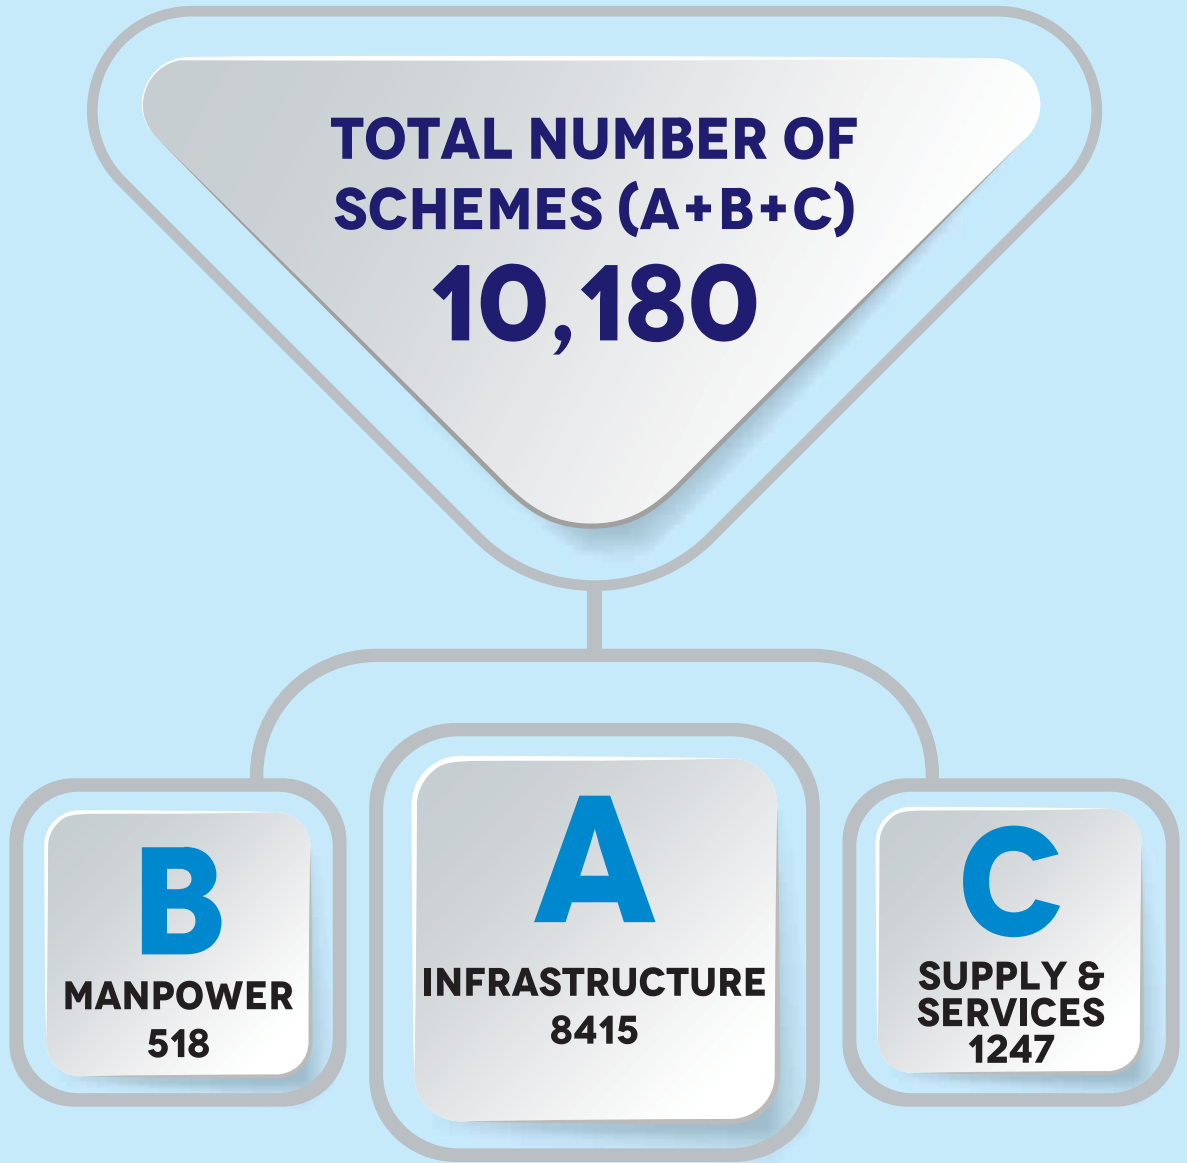 TOTAL NUMBER OF
SCHEMES (A+B+C)
10,180
B
MANPOWER
518
A
INFRASTRUCTURE
8415
C
SUPPLY &
SERVICES
1247